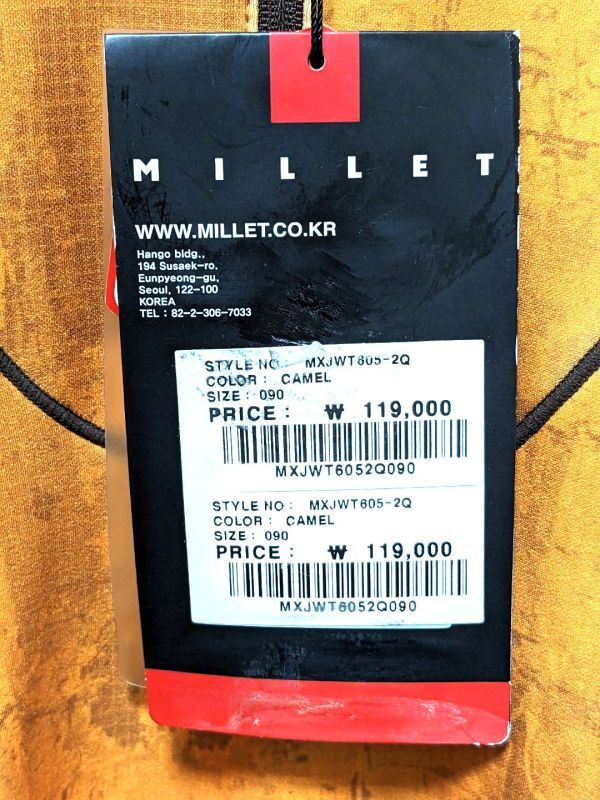 MILLET
WWW.MILLET.CO.KR
Hango bldg.,
194 Susaek-ro.
Eunpyeong-gu,
Seoul, 122-100
KOREA
TEL : 82-2-306-7033
STYLE NO : MXJWT605-2Q
COLOR : CAMEL
SIZE : 090
PRICE : ₩ 119,000
MXJWT6052Q090
STYLE NO : MXJWT605-2Q
COLOR : CAMEL
SIZE : 090
PRICE : ₩ 119,000
MXJWT6052Q090